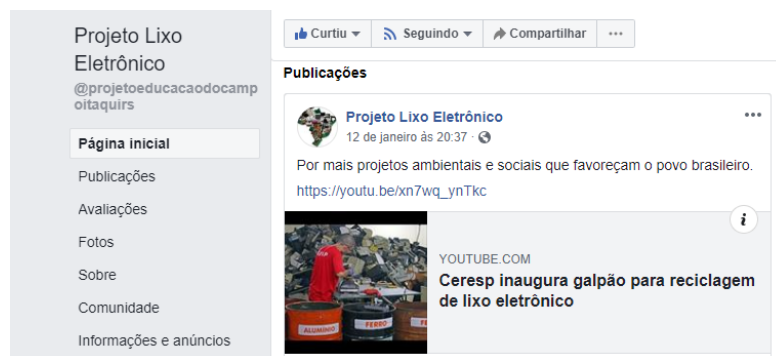 Projeto Lixo
Eletrônico
@projetoeducacaodocamp
oitaquirs
Página inicial
Publicações
Avaliações
Fotos
Sobre
Comunidade
Informações e anúncios
Curtiu Seguindo Compartilhar
Publicações
Projeto Lixo Eletrônico
12 de janeiro às 20:37 ·
Por mais projetos ambientais e sociais que favoreçam o povo brasileiro.
https://youtu.be/xn7wq_ynTkc
i
YOUTUBE.COM
Ceresp inaugura galpão para reciclagem
de lixo eletrônico
ALUMÍNIO FERRO